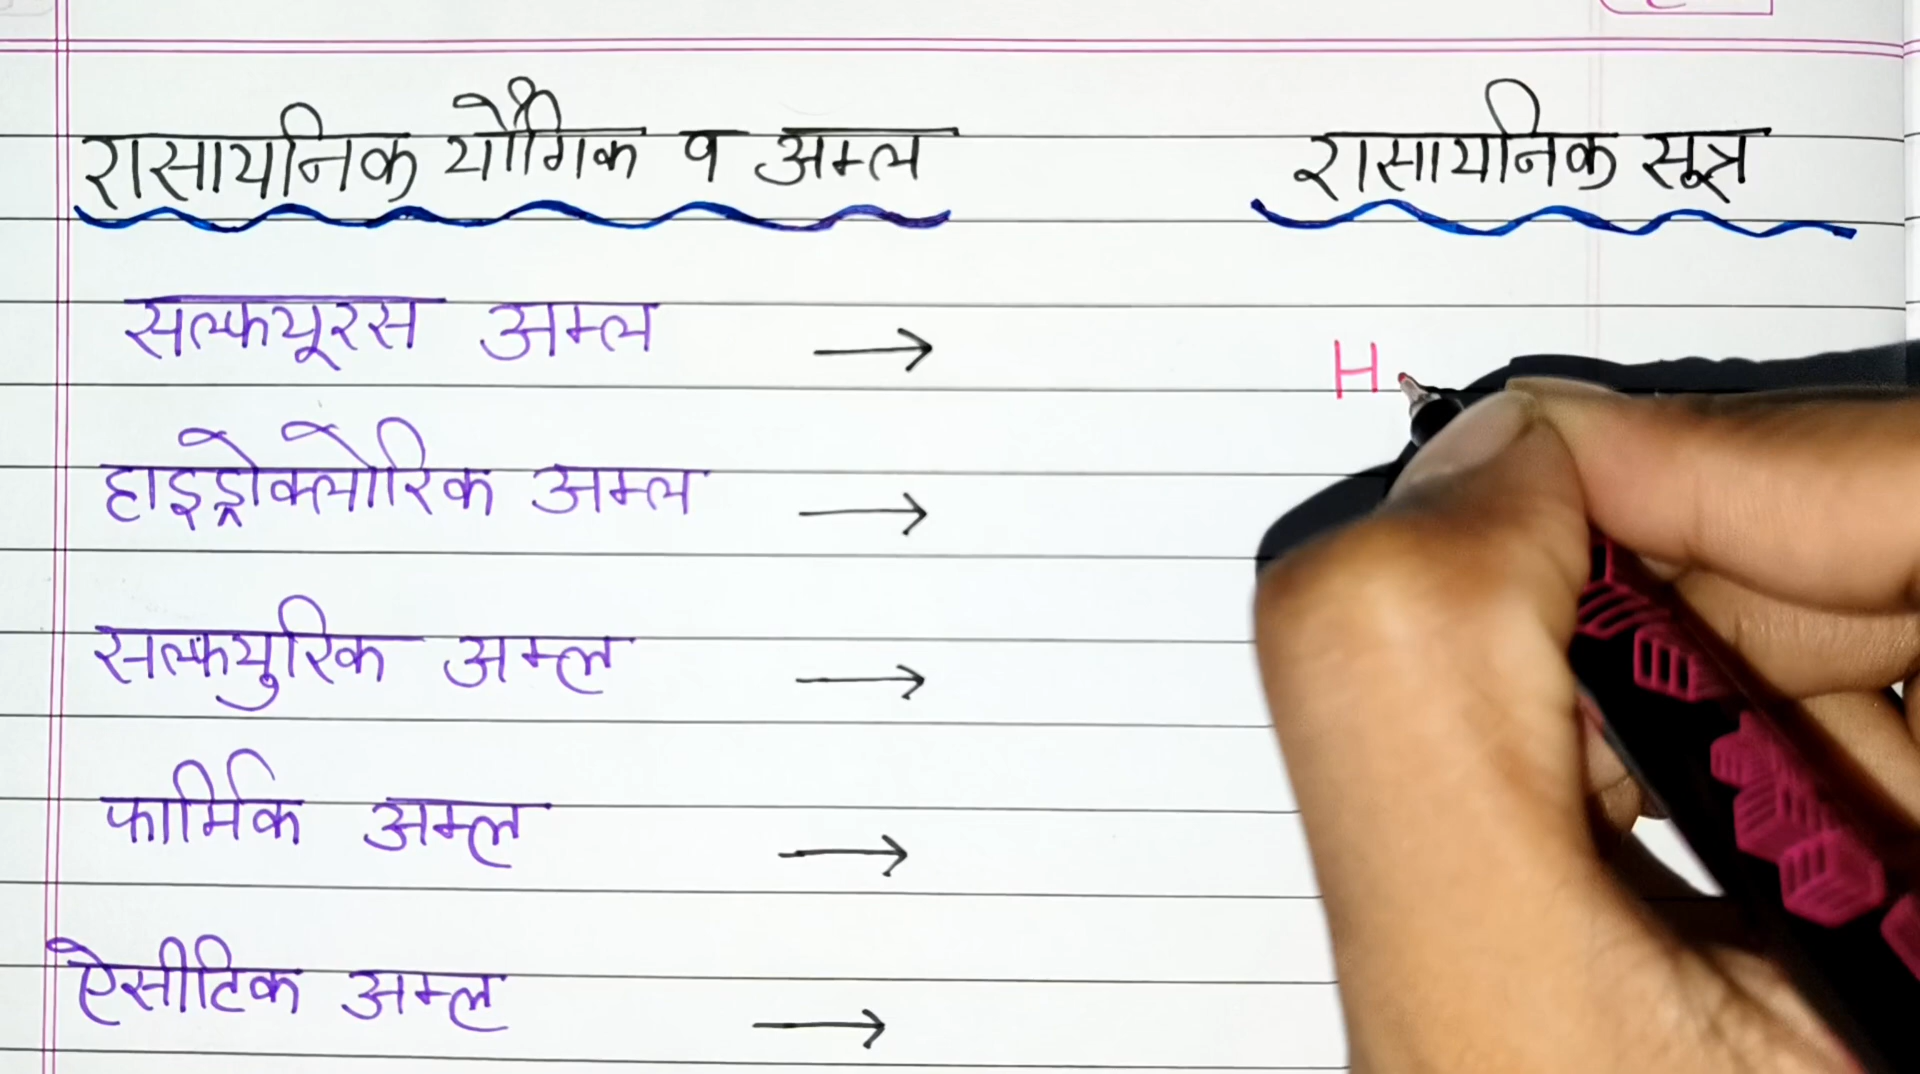 रासायनिक यौगिक व अम्ल रासायनिक सूत्र
सल्फ्यूरस अम्ल → H
हाइड्रोक्लोरिक अम्ल →
सल्फ्युरिक अम्ल →
फार्मिक अम्ल →
ऐसीटिक अम्ल →